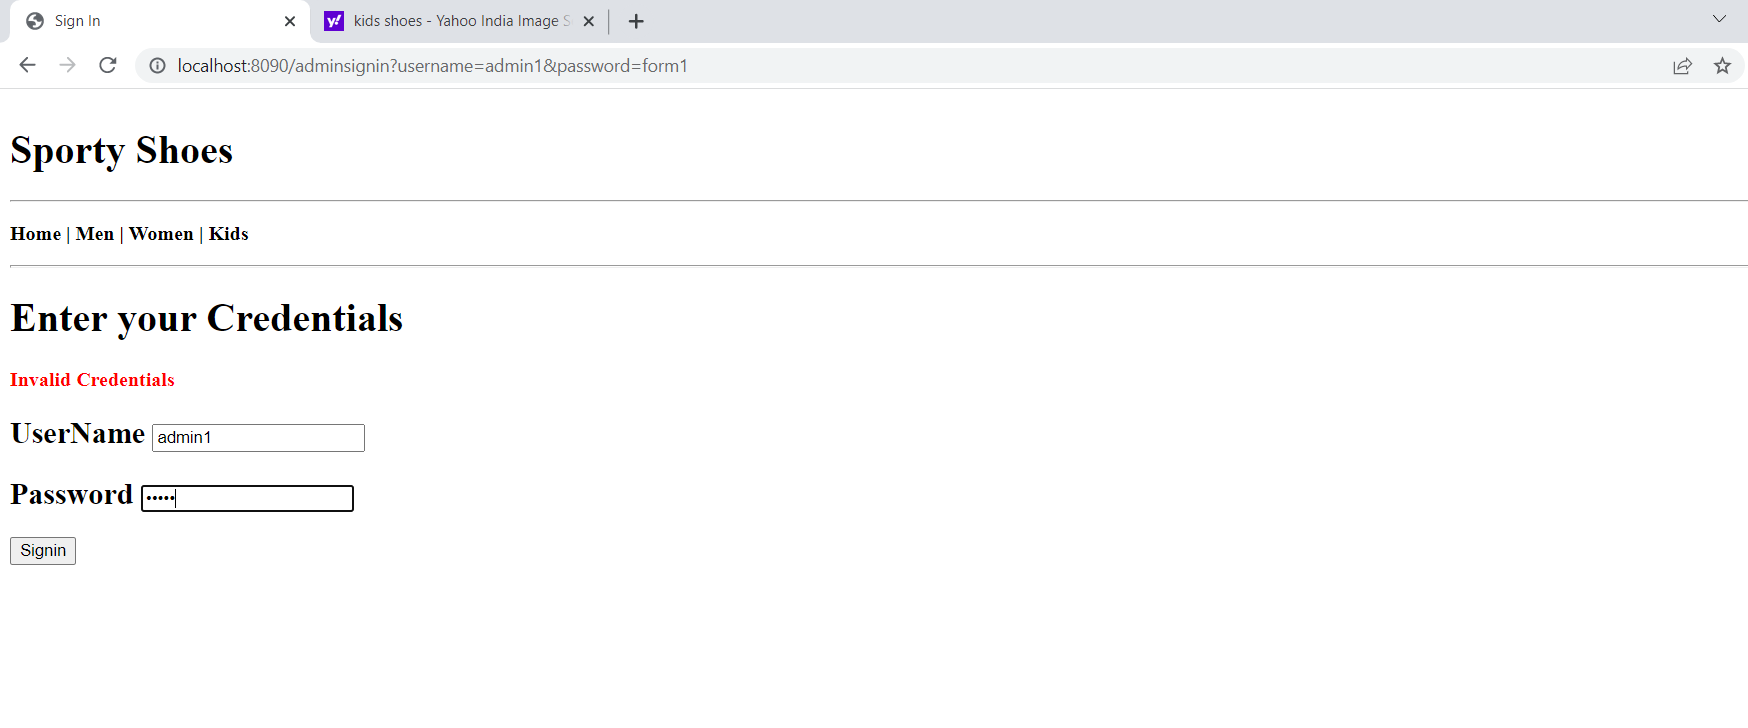 Sign In
kids shoes - Yahoo India Image S
localhost:8090/adminsignin?username=admin1&password=form1
Sporty Shoes
Home | Men | Women | Kids
Enter your Credentials
Invalid Credentials
UserName admin1
Password •••••
Signin